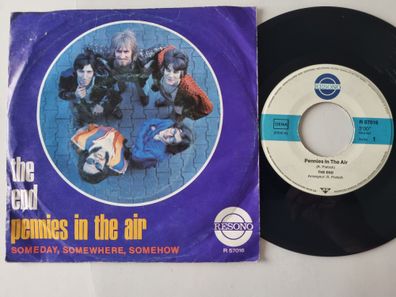 the
end
pennies in the air
SOMEDAY, SOMEWHERE, SOMEHOW
RESONO
R 57016
RESONO
GEMA
R 57016
1
Pennies In The Air
THE END